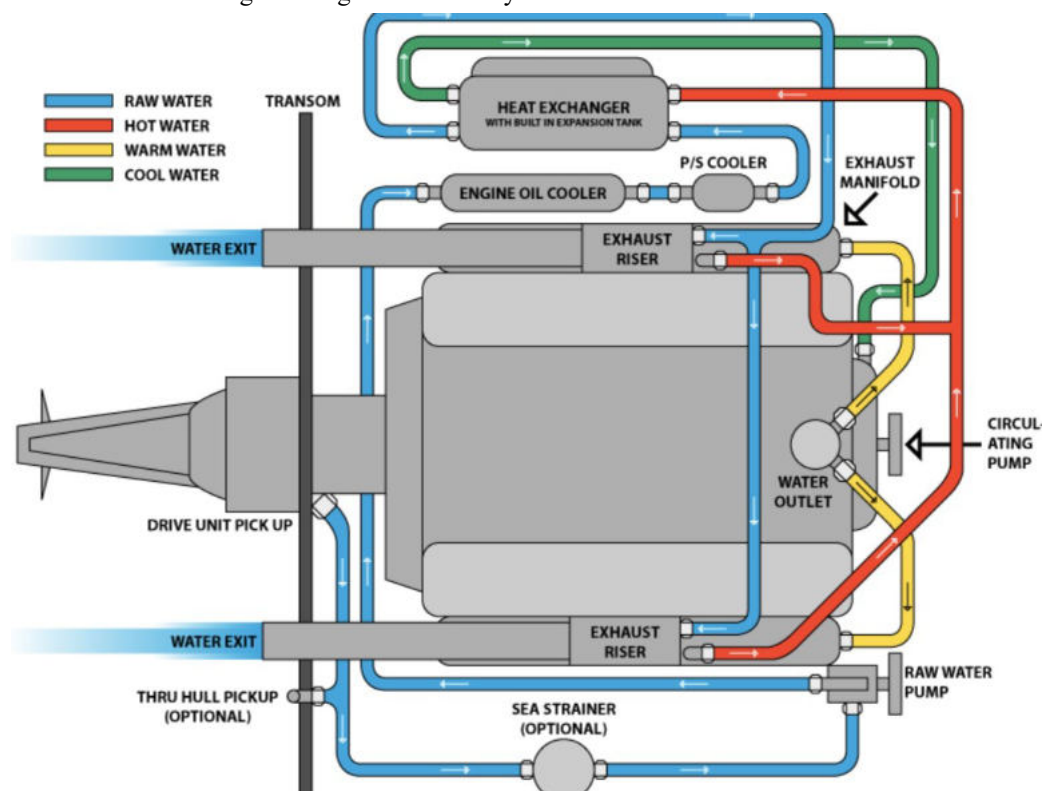 RAW WATER
HOT WATER
WARM WATER
COOL WATER
TRANSOM
HEAT EXCHANGER
WITH BUILT IN EXPANSION TANK
P/S COOLER
EXHAUST
MANIFOLD
ENGINE OIL COOLER
WATER EXIT
EXHAUST
RISER
CIRCUL-
ATING
PUMP
WATER
OUTLET
DRIVE UNIT PICK UP
WATER EXIT
EXHAUST
RISER
RAW WATER
PUMP
THRU HULL PICKUP
(OPTIONAL)
SEA STRAINER
(OPTIONAL)